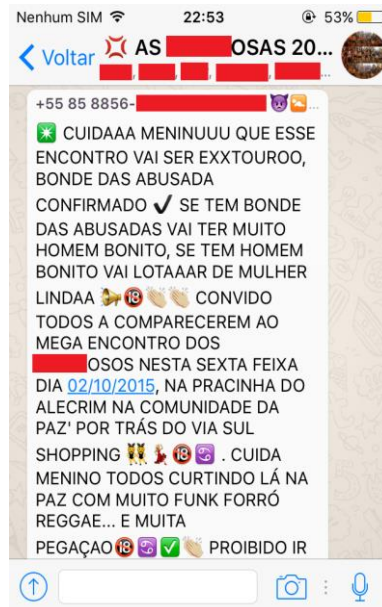 Nenhum SIM 22:53 53%
Voltar 💢 AS OSAS 20...
+55 85 8856- 👿...
✳️ CUIDAAA MENINUUU QUE ESSE
ENCONTRO VAI SER EXXTOUROO,
BONDE DAS ABUSADA
CONFIRMADO ✔️ SE TEM BONDE
DAS ABUSADAS VAI TER MUITO
HOMEM BONITO, SE TEM HOMEM
BONITO VAI LOTAAAR DE MULHER
LINDAA 📢🔞👏👏 CONVIDO
TODOS A COMPARECEREM AO
MEGA ENCONTRO DOS
OSOS NESTA SEXTA FEIXA
DIA 02/10/2015, NA PRACINHA DO
ALECRIM NA COMUNIDADE DA
PAZ' POR TRÁS DO VIA SUL
SHOPPING 👯💃🔞♋ . CUIDA
MENINO TODOS CURTINDO LÁ NA
PAZ COM MUITO FUNK FORRÓ
REGGAE... E MUITA
PEGAÇAO🔞♋✅👏 PROIBIDO IR